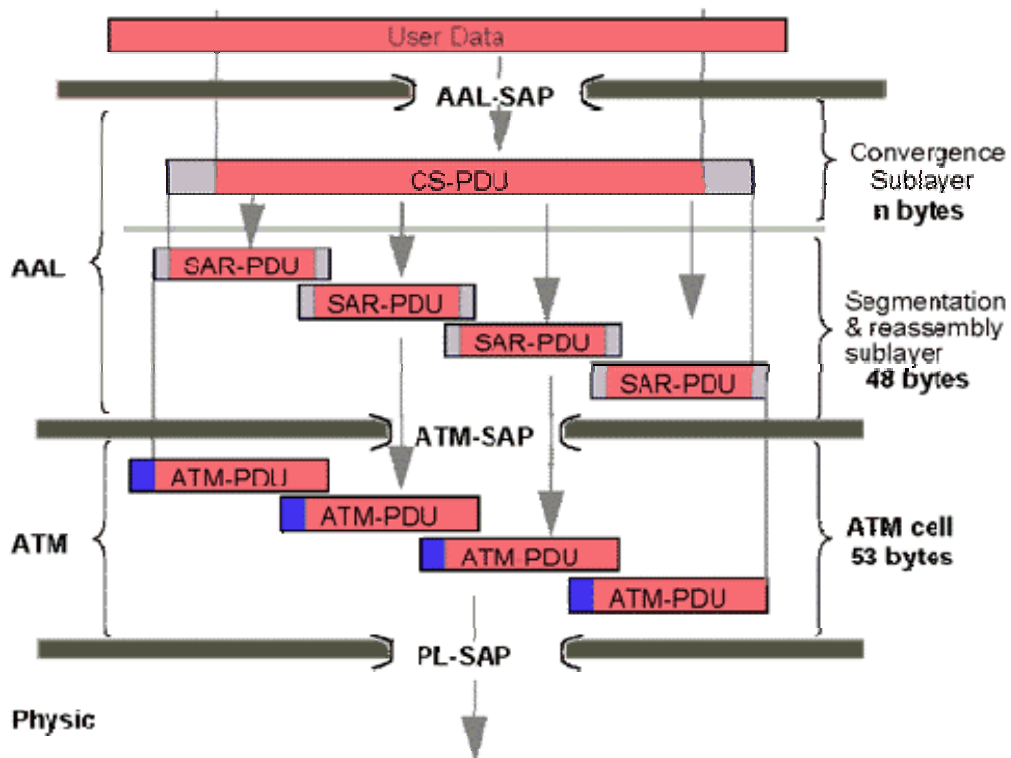 User Data
AAL-SAP
Convergence
Sublayer
n bytes
CS-PDU
AAL
SAR-PDU
SAR-PDU
SAR-PDU
SAR-PDU
Segmentation
& reassembly
sublayer
48 bytes
ATM-SAP
ATM
ATM-PDU
ATM-PDU
ATM-PDU
ATM-PDU
ATM cell
53 bytes
PL-SAP
Physic